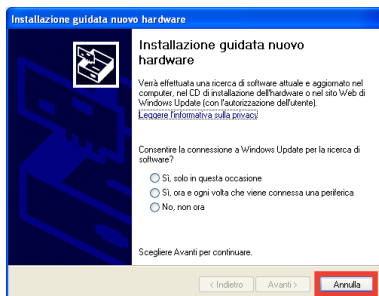 Installazione guidata nuovo hardware
Installazione guidata nuovo
hardware
Verrà effettuata una ricerca di software attuale e aggiornato nel
computer, nel CD di installazione dell'hardware o nel sito Web di
Windows Update (con l'autorizzazione dell'utente).
Leggere l'informativa sulla privacy
Consentire la connessione a Windows Update per la ricerca di
software?
Sì, solo in questa occasione
Sì, ora e ogni volta che viene connessa una periferica
No, non ora
Scegliere Avanti per continuare.
< Indietro Avanti > Annulla